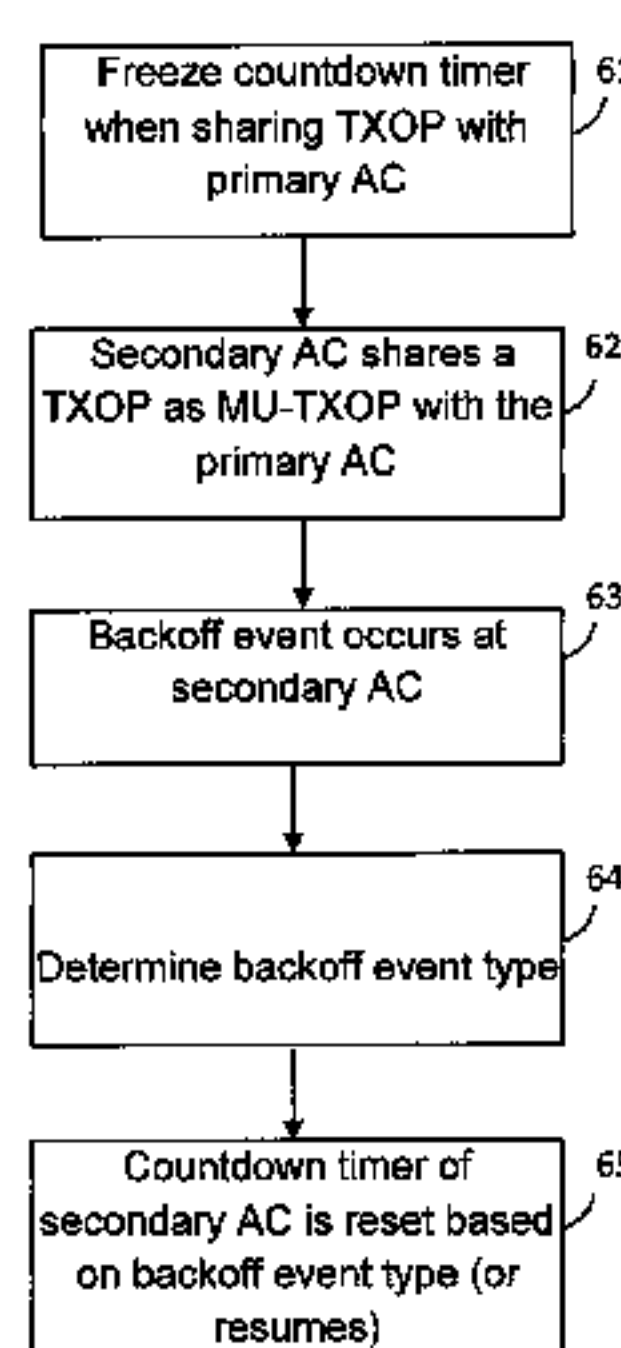 Freeze countdown timer
when sharing TXOP with
primary AC
Secondary AC shares a
TXOP as MU-TXOP with the
primary AC
62
Backoff event occurs at
secondary AC
63
Determine backoff event type
64
Countdown timer of
secondary AC is reset based
on backoff event type (or
resumes)
65